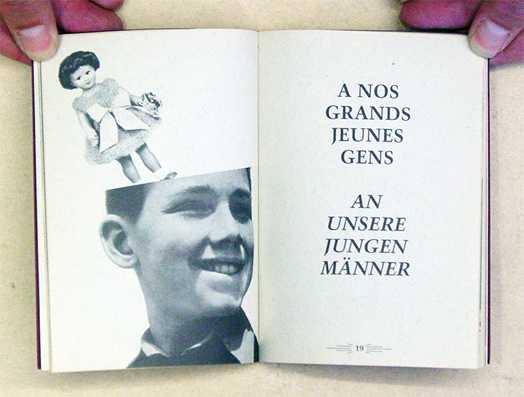 A NOS
GRANDS
JEUNES
GENS
AN
UNSERE
JUNGEN
MÄNNER
19